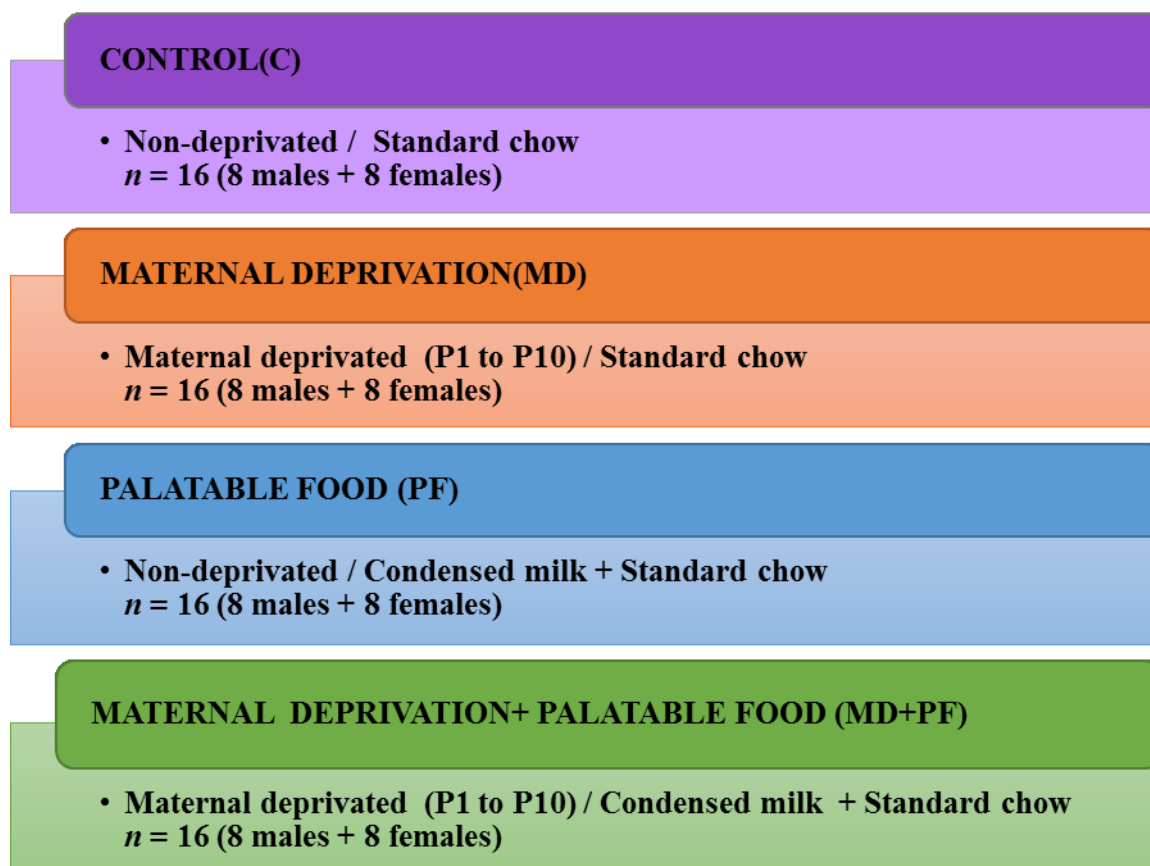 CONTROL(C)
• Non-deprivated / Standard chow
n = 16 (8 males + 8 females)
MATERNAL DEPRIVATION(MD)
• Maternal deprivated (P1 to P10) / Standard chow
n = 16 (8 males + 8 females)
PALATABLE FOOD (PF)
• Non-deprivated / Condensed milk + Standard chow
n = 16 (8 males + 8 females)
MATERNAL DEPRIVATION+ PALATABLE FOOD (MD+PF)
• Maternal deprivated (P1 to P10) / Condensed milk + Standard chow
n = 16 (8 males + 8 females)